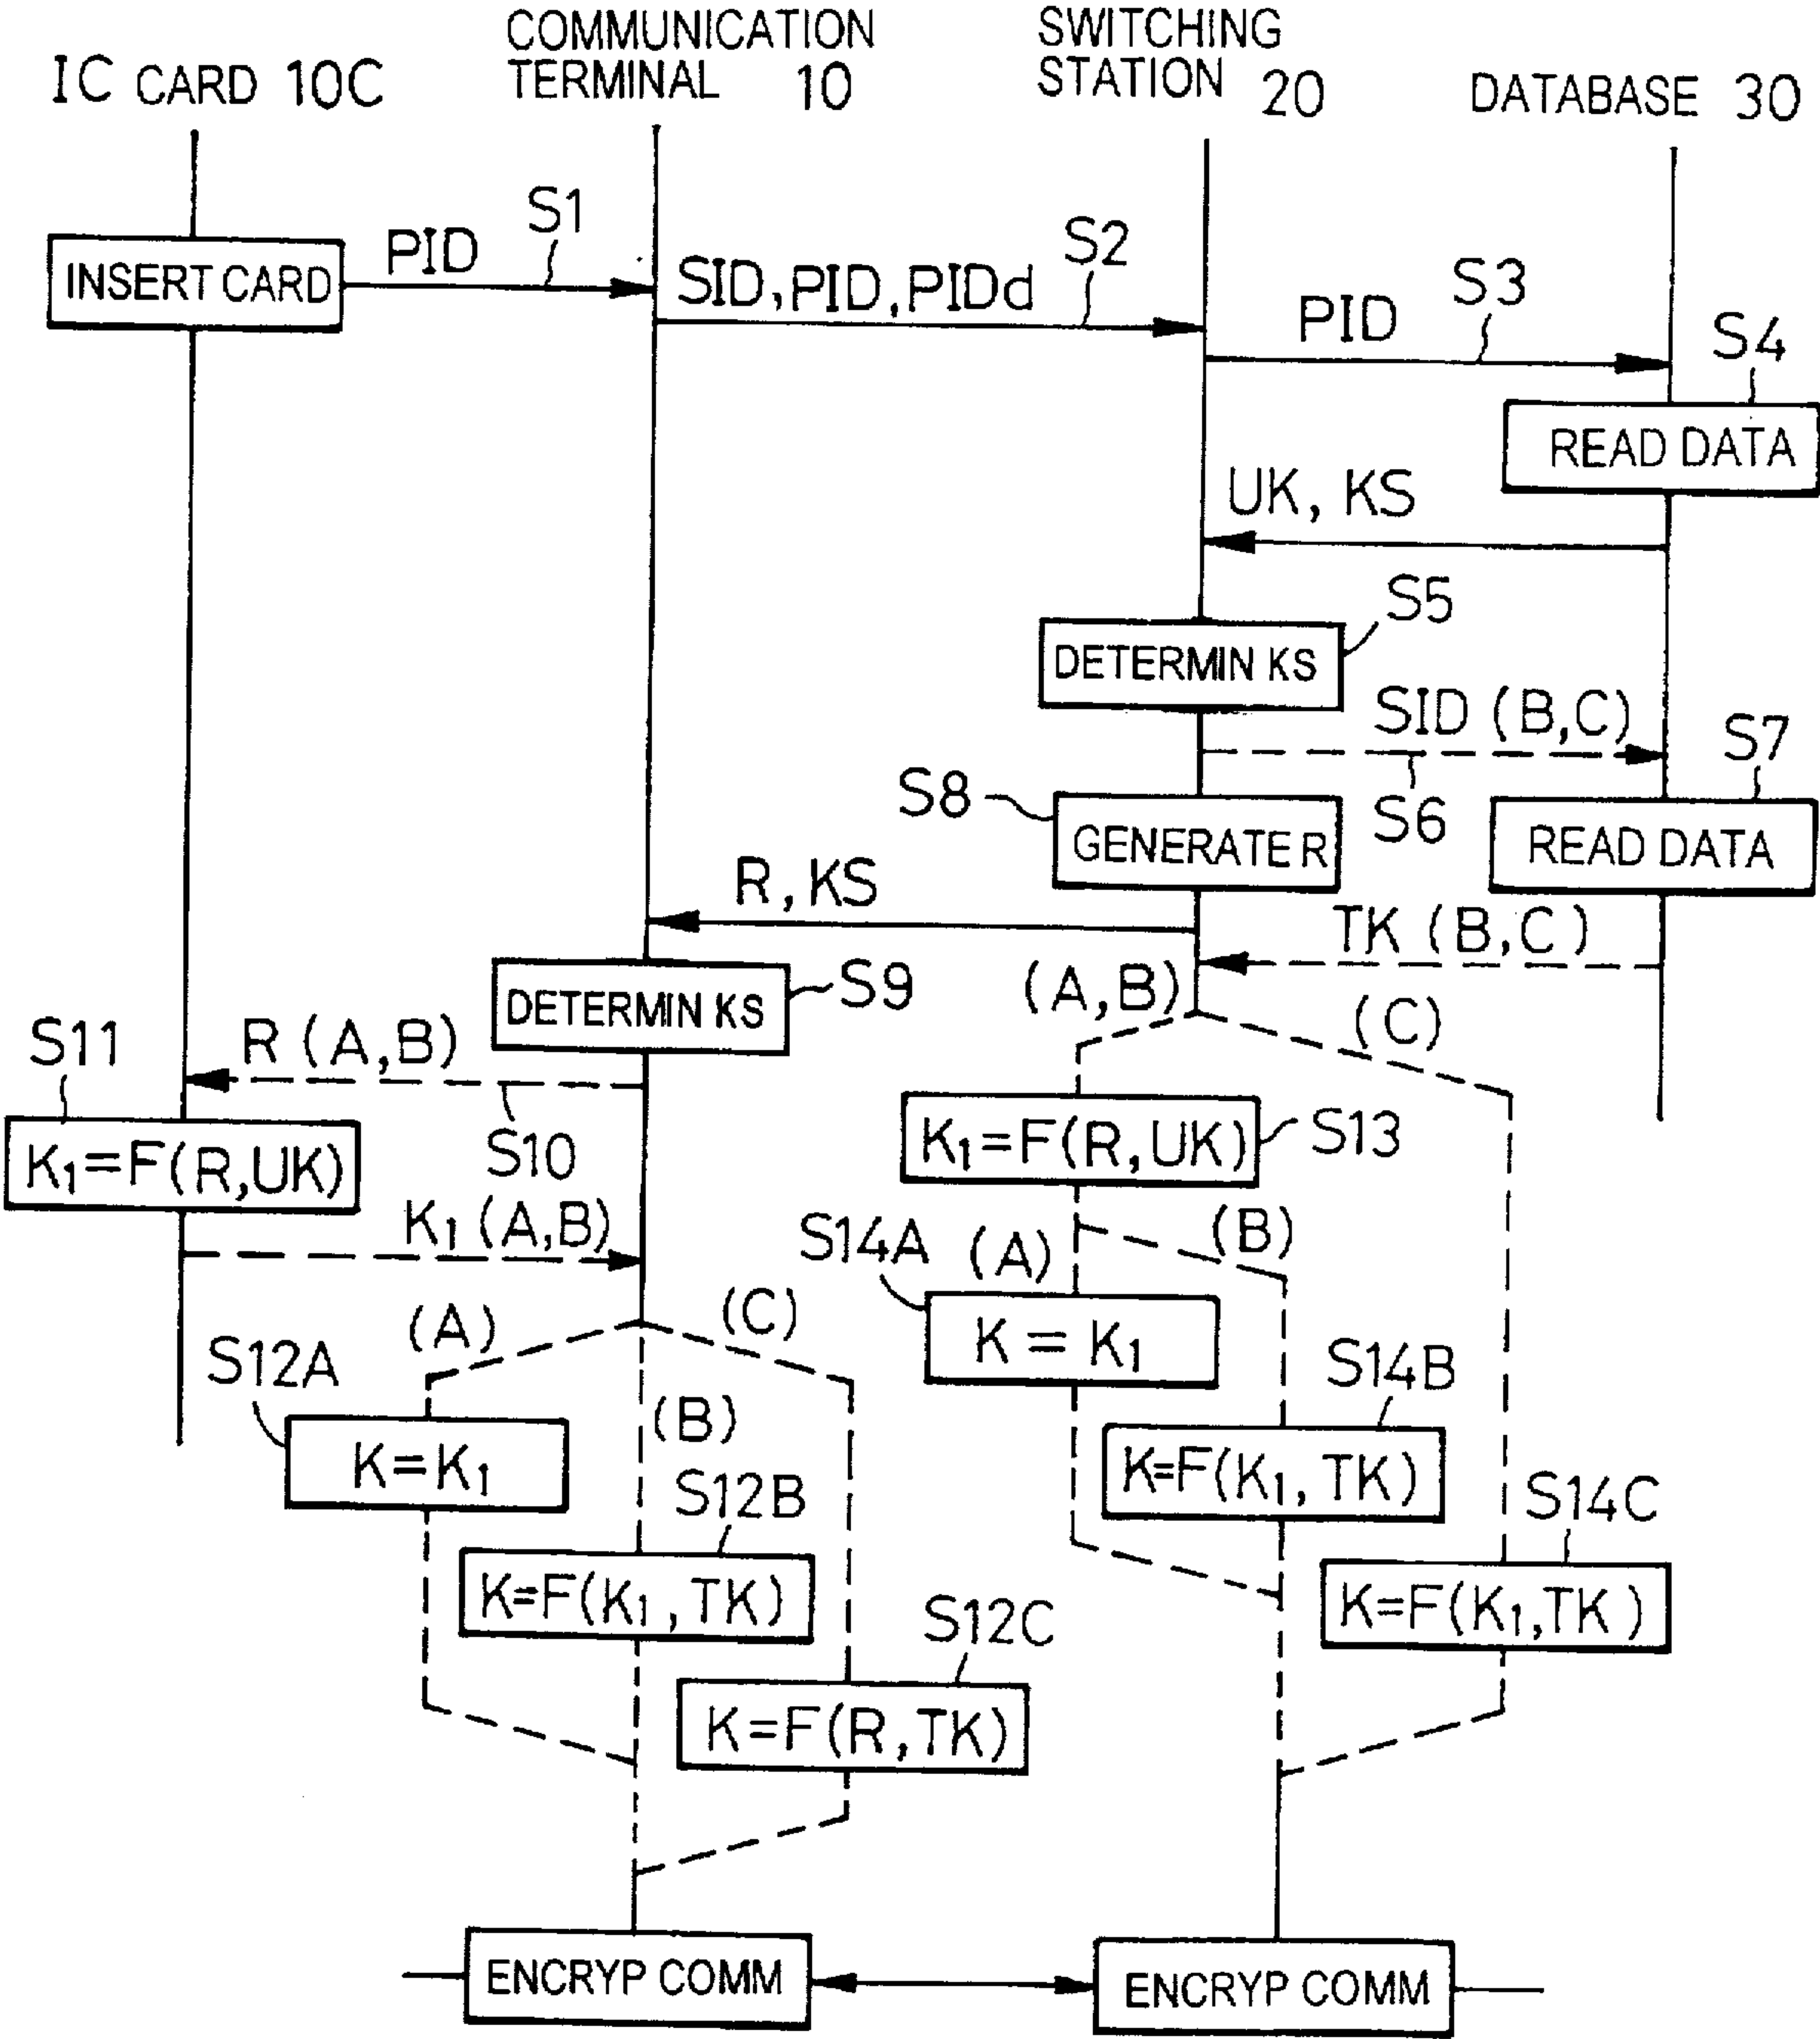 IC CARD 10C
COMMUNICATION
TERMINAL 10
SWITCHING
STATION 20
DATABASE 30
INSERT CARD
PID
S1
SID, PID, PIDd
S2
PID
S3
S4
READ DATA
UK, KS
S5
DETERMIN KS
SID (B,C)
S6
S7
S8
GENERATE R
READ DATA
R, KS
TK (B,C)
S9
DETERMIN KS
(A,B)
(C)
S11
R (A,B)
S10
K1=F(R,UK)
K1=F(R,UK)
S13
K1 (A,B)
S14A
(A)
(B)
K = K1
(A)
(C)
S12A
(B)
K=K1
S14B
K=F(K1, TK)
S12B
K=F(K1, TK)
S14C
K=F(K1,TK)
S12C
K=F(R,TK)
ENCRYP COMM
ENCRYP COMM